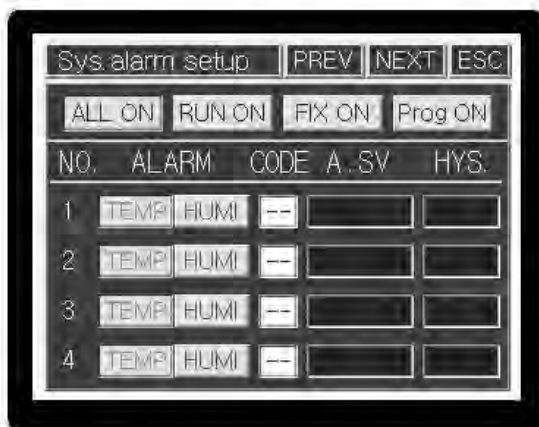 Sys.alarm setup PREV NEXT ESC
ALL ON RUN ON FIX ON Prog ON
NO. ALARM CODE A.SV HYS.
1 TEMP HUMI --
2 TEMP HUMI --
3 TEMP HUMI --
4 TEMP HUMI --